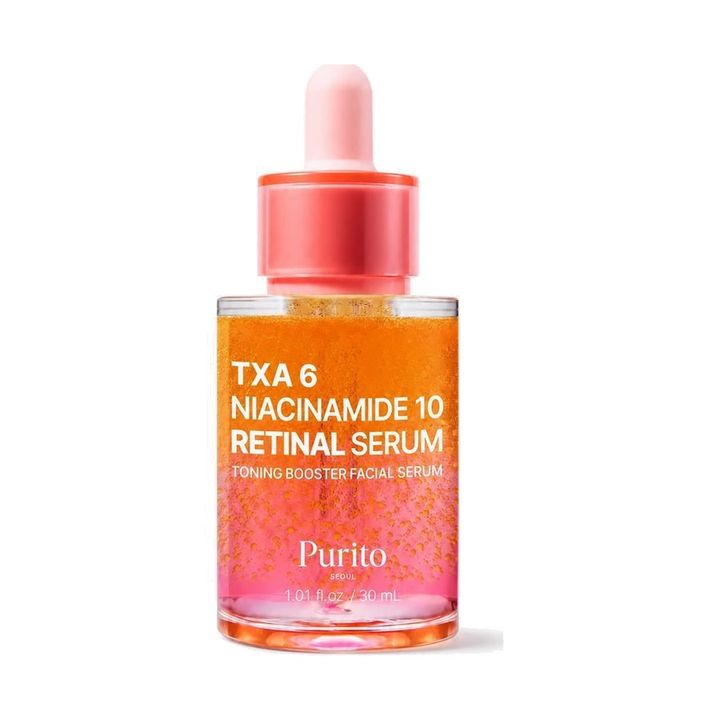 TXA 6
NIACINAMIDE 10
RETINAL SERUM
TONING BOOSTER FACIAL SERUM
Purito
SEOUL
1.01 fl.oz / 30 mL